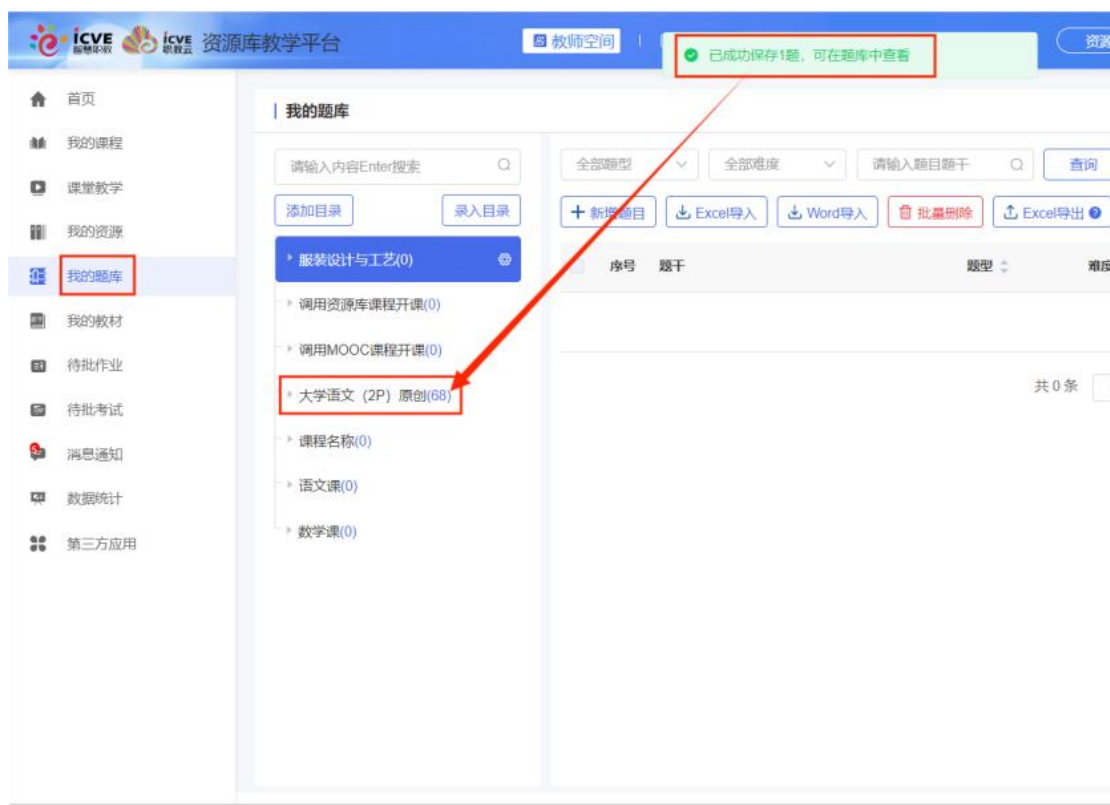 icve 智慧职教 icve 职教云 资源库教学平台 教师空间 资源
已成功保存1题，可在题库中查看
首页
我的课程
课堂教学
我的资源
我的题库
我的教材
待批作业
待批考试
消息通知
数据统计
第三方应用
我的题库
请输入内容Enter搜索
添加目录 录入目录
服装设计与工艺(0)
调用资源库课程开课(0)
调用MOOC课程开课(0)
大学语文（2P）原创(68)
课程名称(0)
语文课(0)
数学课(0)
全部题型 全部难度 请输入题目题干 查询
新增题目 Excel导入 Word导入 批量删除 Excel导出
序号 题干 题型 难度
共 0 条